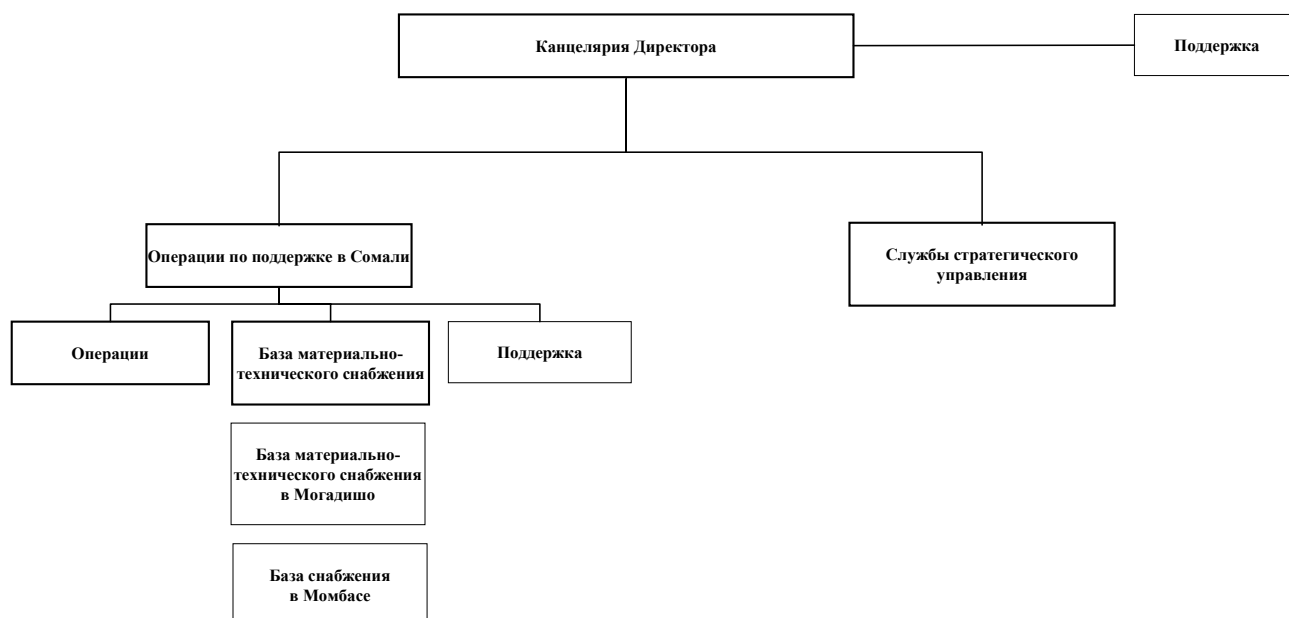 Канцелярия Директора
Поддержка
Операции по поддержке в Сомали
Службы стратегического
управления
Операции
База материально-
технического снабжения
Поддержка
База материально-
технического снабжения
в Могадишо
База снабжения
в Момбасе